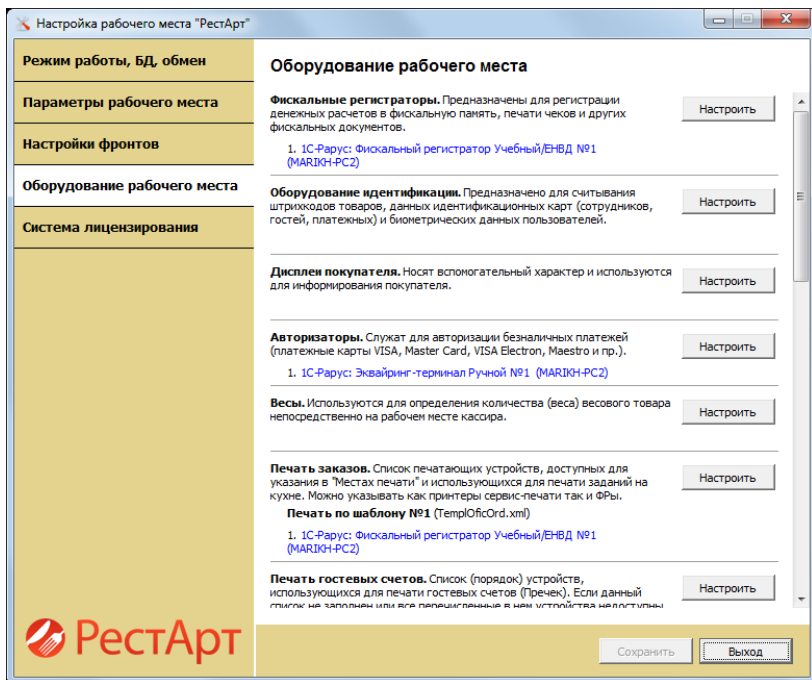 Настройка рабочего места "РестАрт"
Режим работы, БД, обмен
Параметры рабочего места
Настройки фронтов
Оборудование рабочего места
Система лицензирования
Оборудование рабочего места
Фискальные регистраторы. Предназначены для регистрации
денежных расчетов в фискальную память, печати чеков и других
фискальных документов.
Настроить
1. 1С-Рарус: Фискальный регистратор Учебный/ЕНВД №1
(MARIKH-PC2)
Оборудование идентификации. Предназначено для считывания
штрихкодов товаров, данных идентификационных карт (сотрудников,
гостей, платежных) и биометрических данных пользователей.
Настроить
Дисплеи покупателя. Носят вспомогательный характер и используются
для информирования покупателя.
Настроить
Авторизаторы. Служат для авторизации безналичных платежей
(платежные карты VISA, Master Card, VISA Electron, Maestro и пр.).
Настроить
1. 1С-Рарус: Эквайринг-терминал Ручной №1 (MARIKH-PC2)
Весы. Используются для определения количества (веса) весового товара
непосредственно на рабочем месте кассира.
Настроить
Печать заказов. Список печатающих устройств, доступных для
указания в "Местах печати" и использующихся для печати заданий на
кухне. Можно указывать как принтеры сервис-печати так и ФРы.
Настроить
Печать по шаблону №1 (TemplOficOrd.xml)
1. 1С-Рарус: Фискальный регистратор Учебный/ЕНВД №1
(MARIKH-PC2)
Печать гостевых счетов. Список (порядок) устройств,
использующихся для печати гостевых счетов (Пречек). Если данный
список не заполнен или все перечисленные в нем устройства недоступны
Настроить
РестАрт
Сохранить
Выход